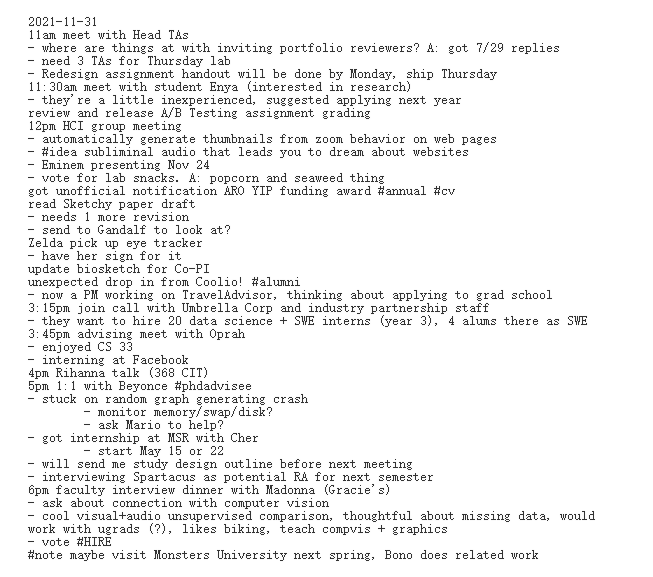 2021-11-31
11am meet with Head TAs
- where are things at with inviting portfolio reviewers? A: got 7/29 replies
- need 3 TAs for Thursday lab
- Redesign assignment handout will be done by Monday, ship Thursday
11:30am meet with student Enya (interested in research)
- they're a little inexperienced, suggested applying next year
review and release A/B Testing assignment grading
12pm HCI group meeting
- automatically generate thumbnails from zoom behavior on web pages
- #idea subliminal audio that leads you to dream about websites
- Eminem presenting Nov 24
- vote for lab snacks. A: popcorn and seaweed thing
got unofficial notification ARO YIP funding award #annual #cv
read Sketchy paper draft
- needs 1 more revision
- send to Gandalf to look at?
Zelda pick up eye tracker
- have her sign for it
update biosketch for Co-PI
unexpected drop in from Coolio! #alumni
- now a PM working on TravelAdvisor, thinking about applying to grad school
3:15pm join call with Umbrella Corp and industry partnership staff
- they want to hire 20 data science + SWE interns (year 3), 4 alums there as SWE
3:45pm advising meet with Oprah
- enjoyed CS 33
- interning at Facebook
4pm Rihanna talk (368 CIT)
5pm 1:1 with Beyonce #phdadvisee
- stuck on random graph generating crash
- monitor memory/swap/disk?
- ask Mario to help?
- got internship at MSR with Cher
- start May 15 or 22
- will send me study design outline before next meeting
- interviewing Spartacus as potential RA for next semester
6pm faculty interview dinner with Madonna (Gracie's)
- ask about connection with computer vision
- cool visual+audio unsupervised comparison, thoughtful about missing data, would
work with ugrads (?), likes biking, teach compvis + graphics
- vote #HIRE
#note maybe visit Monsters University next spring, Bono does related work